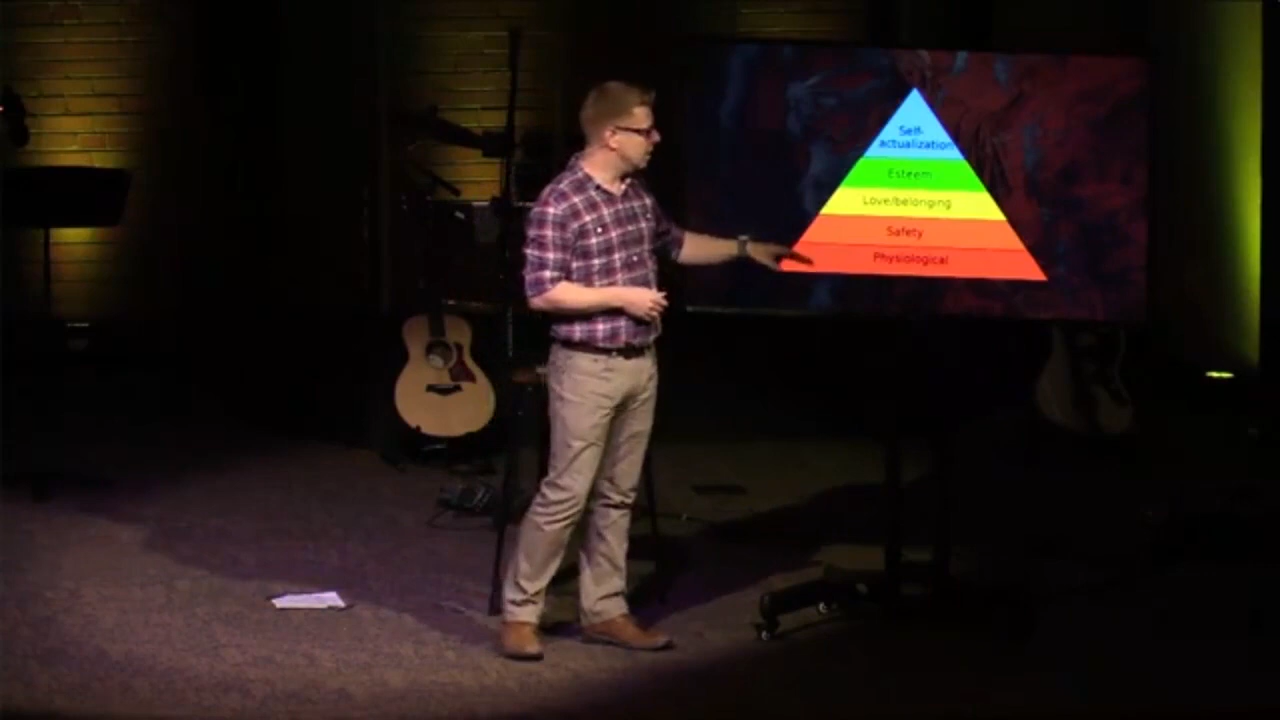 Self-
actualization
Esteem
Love/belonging
Safety
Physiological